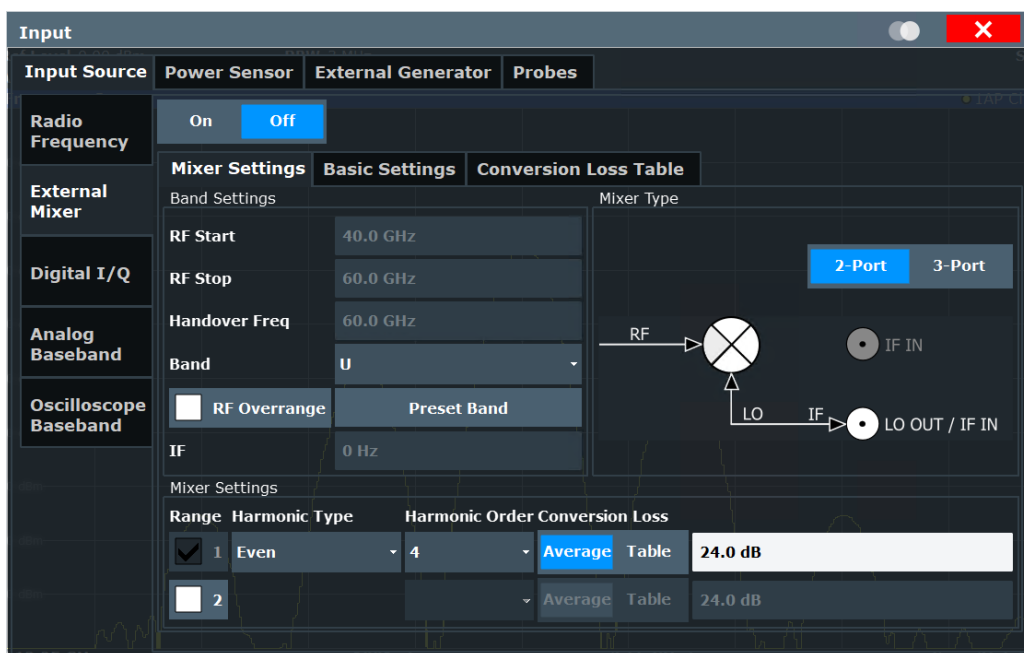 Input
Input Source Power Sensor External Generator Probes
Radio Frequency
External Mixer
Digital I/Q
Analog Baseband
Oscilloscope Baseband
On Off
Mixer Settings Basic Settings Conversion Loss Table
Band Settings
RF Start 40.0 GHz
RF Stop 60.0 GHz
Handover Freq 60.0 GHz
Band U
RF Overrange Preset Band
IF 0 Hz
Mixer Type
2-Port 3-Port
RF
IF IN
LO IF
LO OUT / IF IN
Mixer Settings
Range Harmonic Type Harmonic Order Conversion Loss
1 Even 4 Average Table 24.0 dB
2 Average Table 24.0 dB